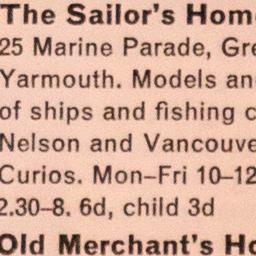 The Sailor's Hom
25 Marine Parade, Gre
Yarmouth. Models an
of ships and fishing c
Nelson and Vancouve
Curios. Mon–Fri 10–12
2.30–8. 6d, child 3d
Old Merchant's Ho